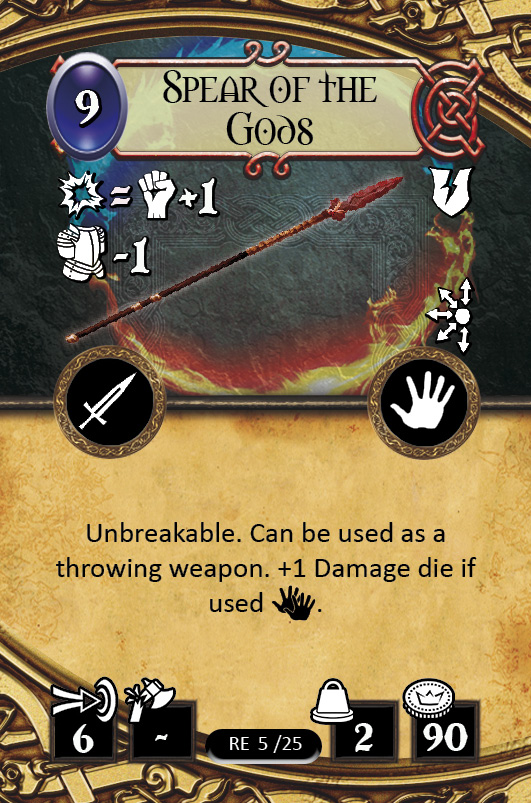 9
SPEAR OF THE
GODS
= +1
-1
Unbreakable. Can be used as a
throwing weapon. +1 Damage die if
used .
6
-
RE 5 /25
2
90